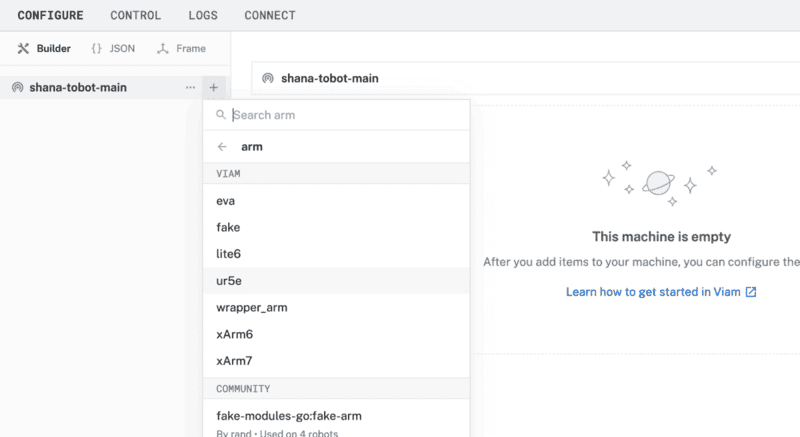 CONFIGURE CONTROL LOGS CONNECT
Builder {} JSON Frame
shana-tobot-main ... +
shana-tobot-main
Search arm
arm
VIAM
eva
fake
lite6
ur5e
wrapper_arm
xArm6
xArm7
COMMUNITY
fake-modules-go:fake-arm
By rand • Used on 4 robots
This machine is empty
After you add items to your machine, you can configure the
Learn how to get started in Viam